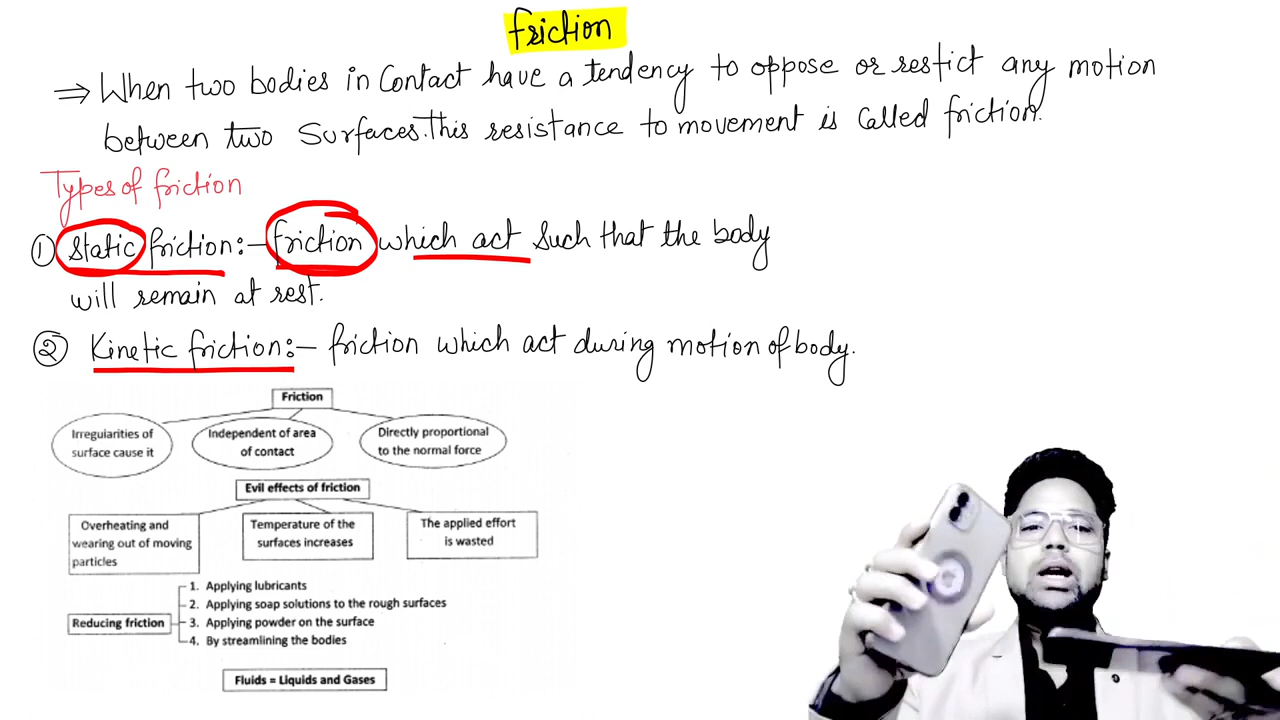 friction
⇒ When two bodies in Contact have a tendency to oppose or restict any motion
between two Surfaces.This resistance to movement is Called friction.
Types of friction
① Static friction:- friction which act Such that the body
will remain at rest.
② Kinetic friction:- friction which act during motion of body.
Friction
Irregularities of
surface cause it
Independent of area
of contact
Directly proportional
to the normal force
Evil effects of friction
Overheating and
wearing out of moving
particles
Temperature of the
surfaces increases
The applied effort
is wasted
Reducing friction
1. Applying lubricants
2. Applying soap solutions to the rough surfaces
3. Applying powder on the surface
4. By streamlining the bodies
Fluids = Liquids and Gases